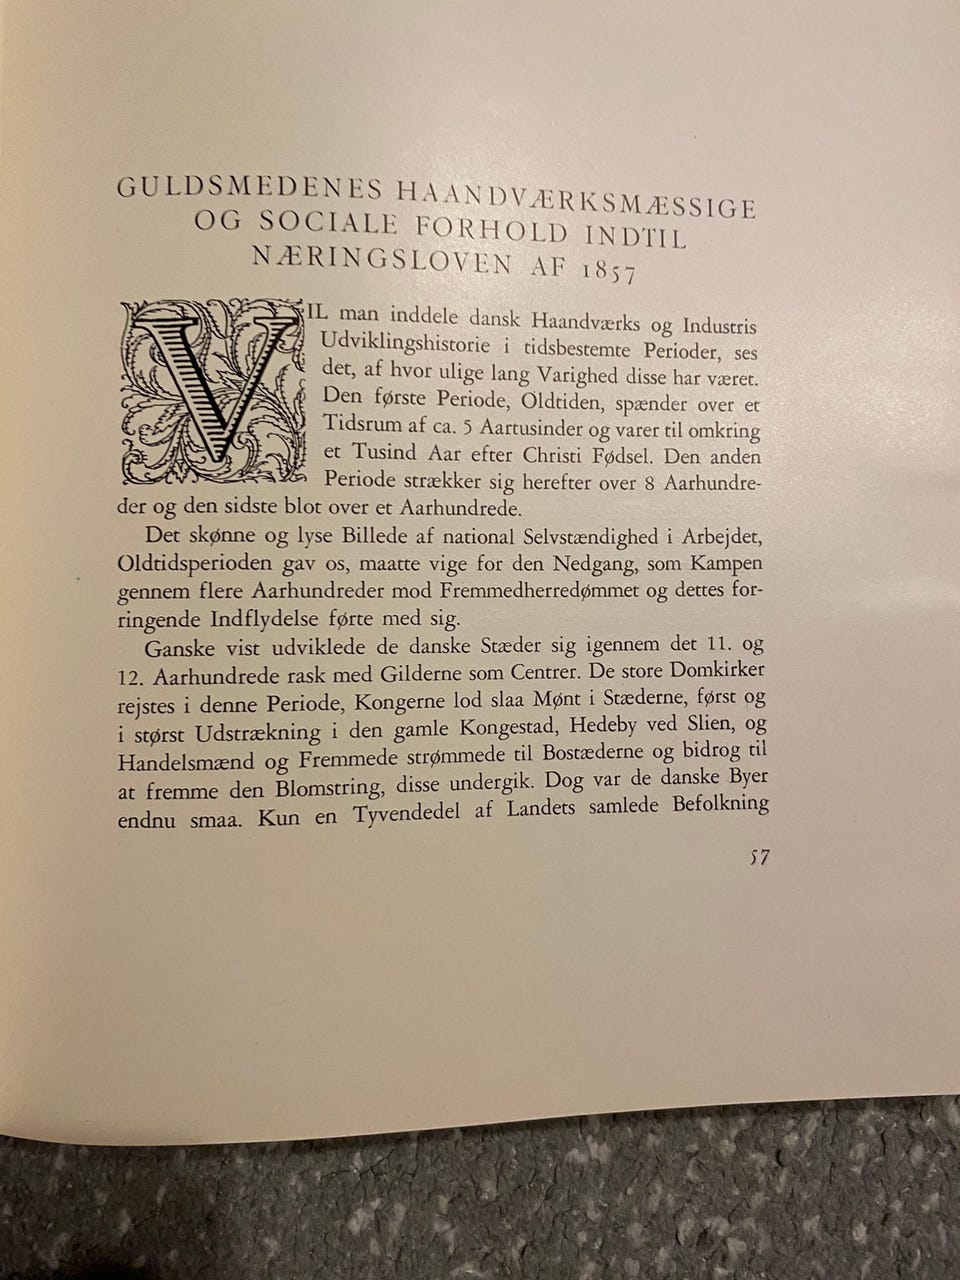 GULDSMEDENES HAANDVÆRKSMÆSSIGE
OG SOCIALE FORHOLD INDTIL
NÆRINGSLOVEN AF 1857
VIL man inddele dansk Haandværks og Industris
Udviklingshistorie i tidsbestemte Perioder, ses
det, af hvor ulige lang Varighed disse har været.
Den første Periode, Oldtiden, spænder over et
Tidsrum af ca. 5 Aartusinder og varer til omkring
et Tusind Aar efter Christi Fødsel. Den anden
Periode strækker sig herefter over 8 Aarhundre-
der og den sidste blot over et Aarhundrede.
Det skønne og lyse Billede af national Selvstændighed i Arbejdet,
Oldtidsperioden gav os, maatte vige for den Nedgang, som Kampen
gennem flere Aarhundreder mod Fremmedherredømmet og dettes for-
ringende Indflydelse førte med sig.
Ganske vist udviklede de danske Stæder sig igennem det 11. og
12. Aarhundrede rask med Gilderne som Centrer. De store Domkirker
rejstes i denne Periode, Kongerne lod slaa Mønt i Stæderne, først og
i størst Udstrækning i den gamle Kongestad, Hedeby ved Slien, og
Handelsmænd og Fremmede strømmede til Bostæderne og bidrog til
at fremme den Blomstring, disse undergik. Dog var de danske Byer
endnu smaa. Kun en Tyvendedel af Landets samlede Befolkning
57